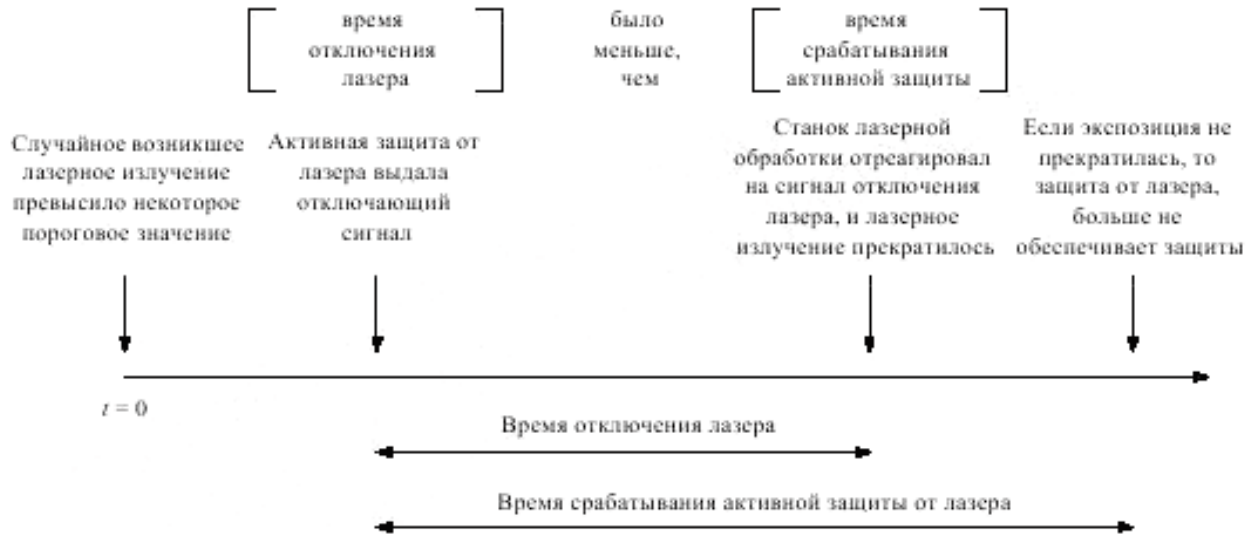 время
отключения
лазера
было
меньше,
чем
время
срабатывания
активной защиты
Случайное возникшее
лазерное излучение
превысило некоторое
пороговое значение
Активная защита от
лазера выдала
отключающий
сигнал
Станок лазерной
обработки отреагировал
на сигнал отключения
лазера, и лазерное
излучение прекратилось
Если экспозиция не
прекратилась, то
защита от лазера,
больше не
обеспечивает защиты
t = 0
Время отключения лазера
Время срабатывания активной защиты от лазера